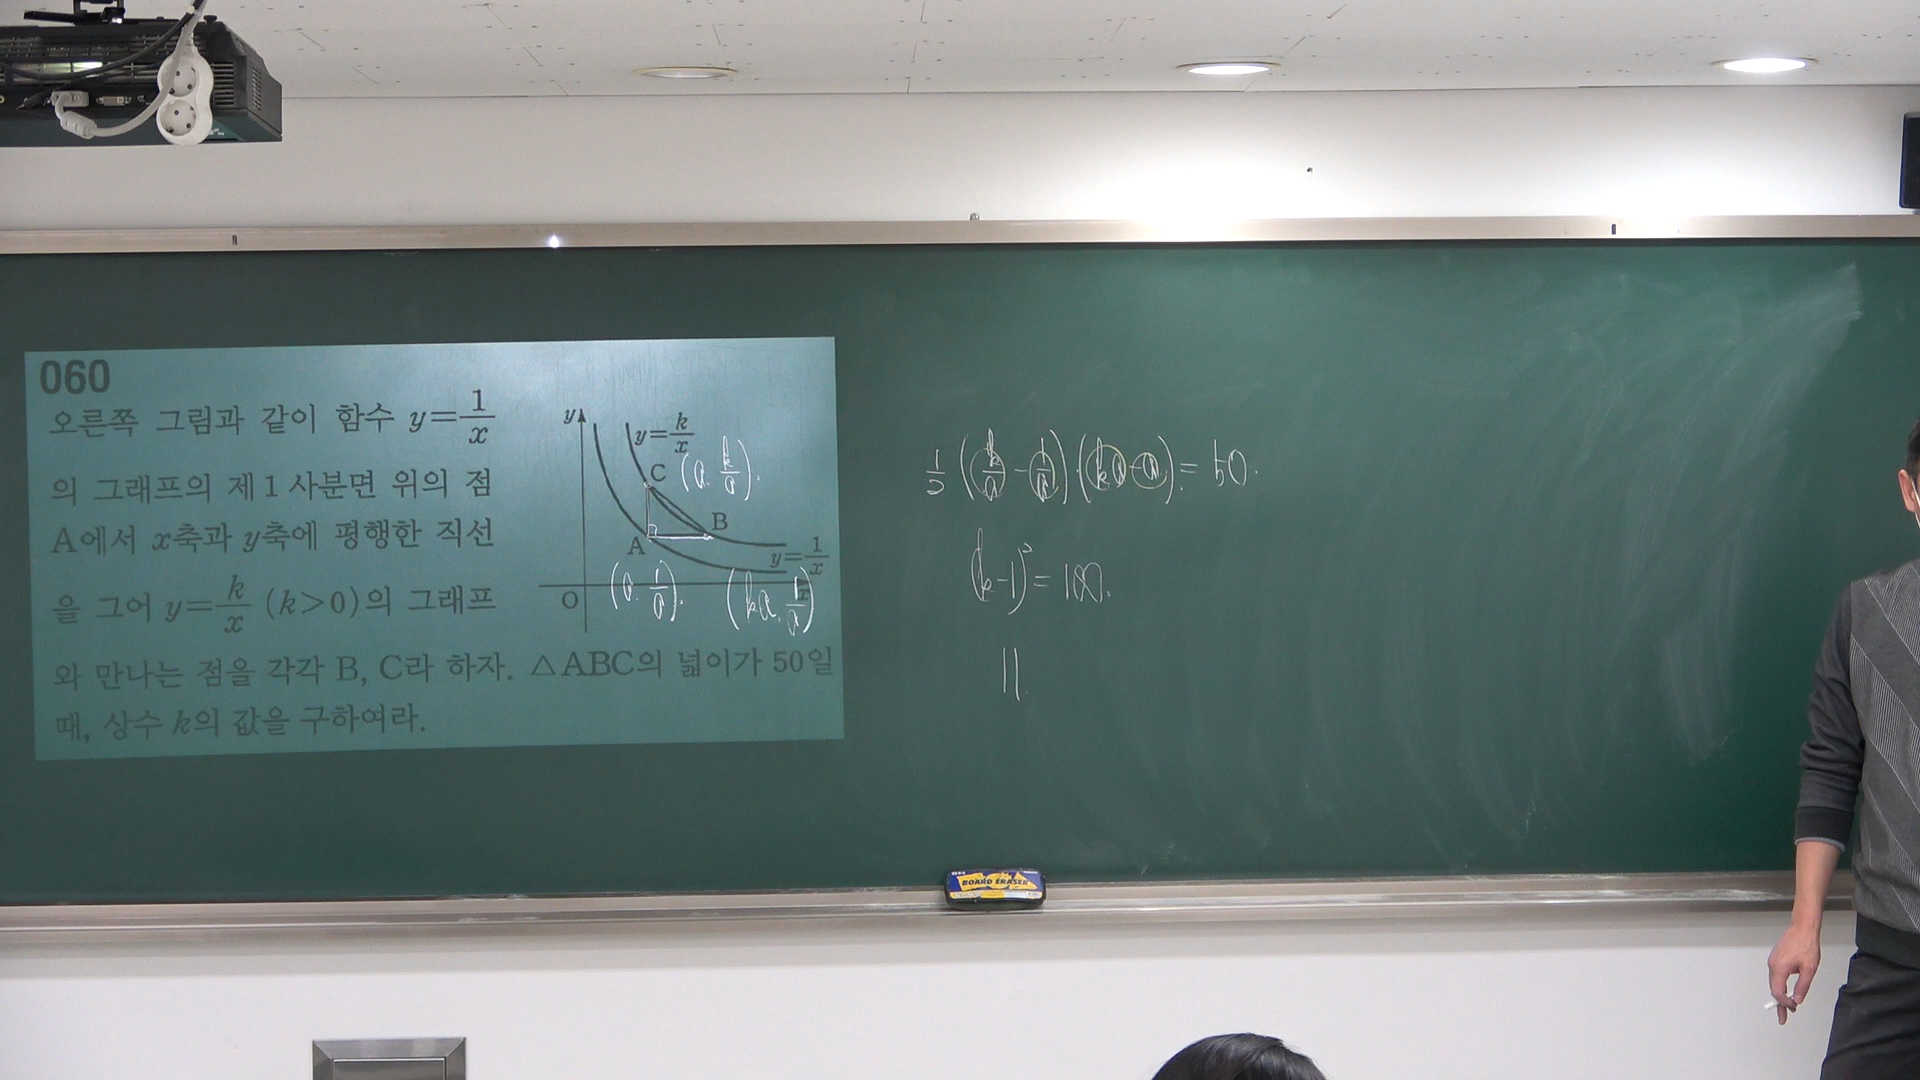 060
오른쪽 그림과 같이 함수 y=1/x
의 그래프의 제1사분면 위의 점
A에서 x축과 y축에 평행한 직선
을 그어 y=k/x (k>0)의 그래프
와 만나는 점을 각각 B, C라 하자. △ABC의 넓이가 50일
때, 상수 k의 값을 구하여라.
y
y=k/x
C (a, k/a).
B
A
y=1/x
O
x
(a, 1/a).
(ka, 1/a)
1/2 (k/a - 1/a)(ka-a) = 50.
(k-1)² = 100.
11.
BOARD ERASER